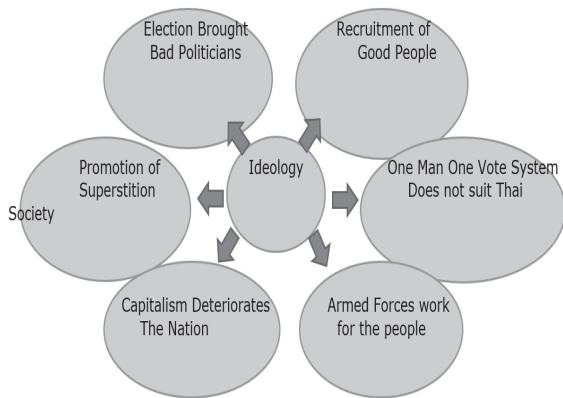 Election Brought
Bad Politicians
Recruitment of
Good People
Promotion of
Superstition
Ideology
One Man One Vote System
Does not suit Thai
Society
Capitalism Deteriorates
The Nation
Armed Forces work
for the people